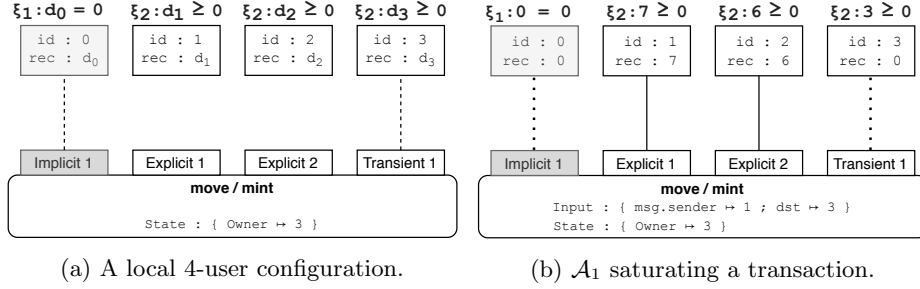 ξ₁:d₀ = 0 ξ₂:d₁ ≥ 0 ξ₂:d₂ ≥ 0 ξ₂:d₃ ≥ 0
id : 0 id : 1 id : 2 id : 3
rec : d₀ rec : d₁ rec : d₂ rec : d₃
Implicit 1 Explicit 1 Explicit 2 Transient 1
move / mint
State : { Owner ↦ 3 }
(a) A local 4-user configuration.
ξ₁:0 = 0 ξ₂:7 ≥ 0 ξ₂:6 ≥ 0 ξ₂:3 ≥ 0
id : 0 id : 1 id : 2 id : 3
rec : 0 rec : 7 rec : 6 rec : 0
Implicit 1 Explicit 1 Explicit 2 Transient 1
move / mint
Input : { msg.sender ↦ 1 ; dst ↦ 3 }
State : { Owner ↦ 3 }
(b) 𝒜₁ saturating a transaction.